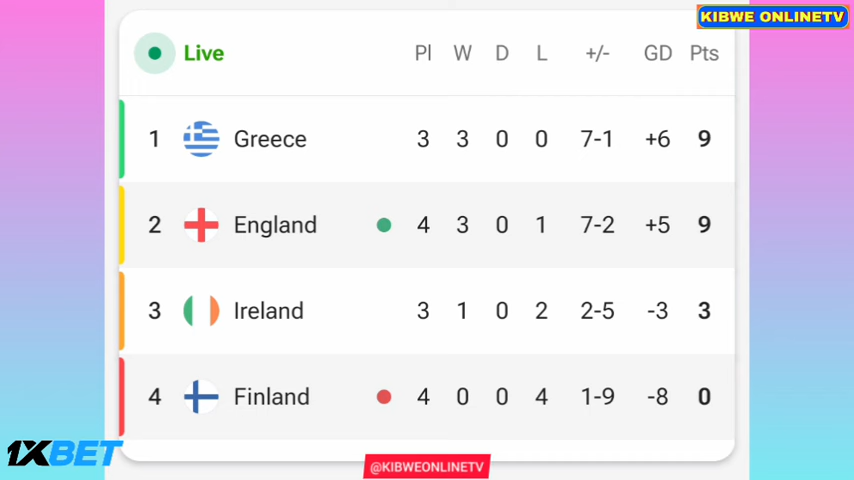 KIBWE ONLINETV
Live Pl W D L +/- GD Pts
1 Greece 3 3 0 0 7-1 +6 9
2 England 4 3 0 1 7-2 +5 9
3 Ireland 3 1 0 2 2-5 -3 3
4 Finland 4 0 0 4 1-9 -8 0
1XBET
@KIBWEONLINETV